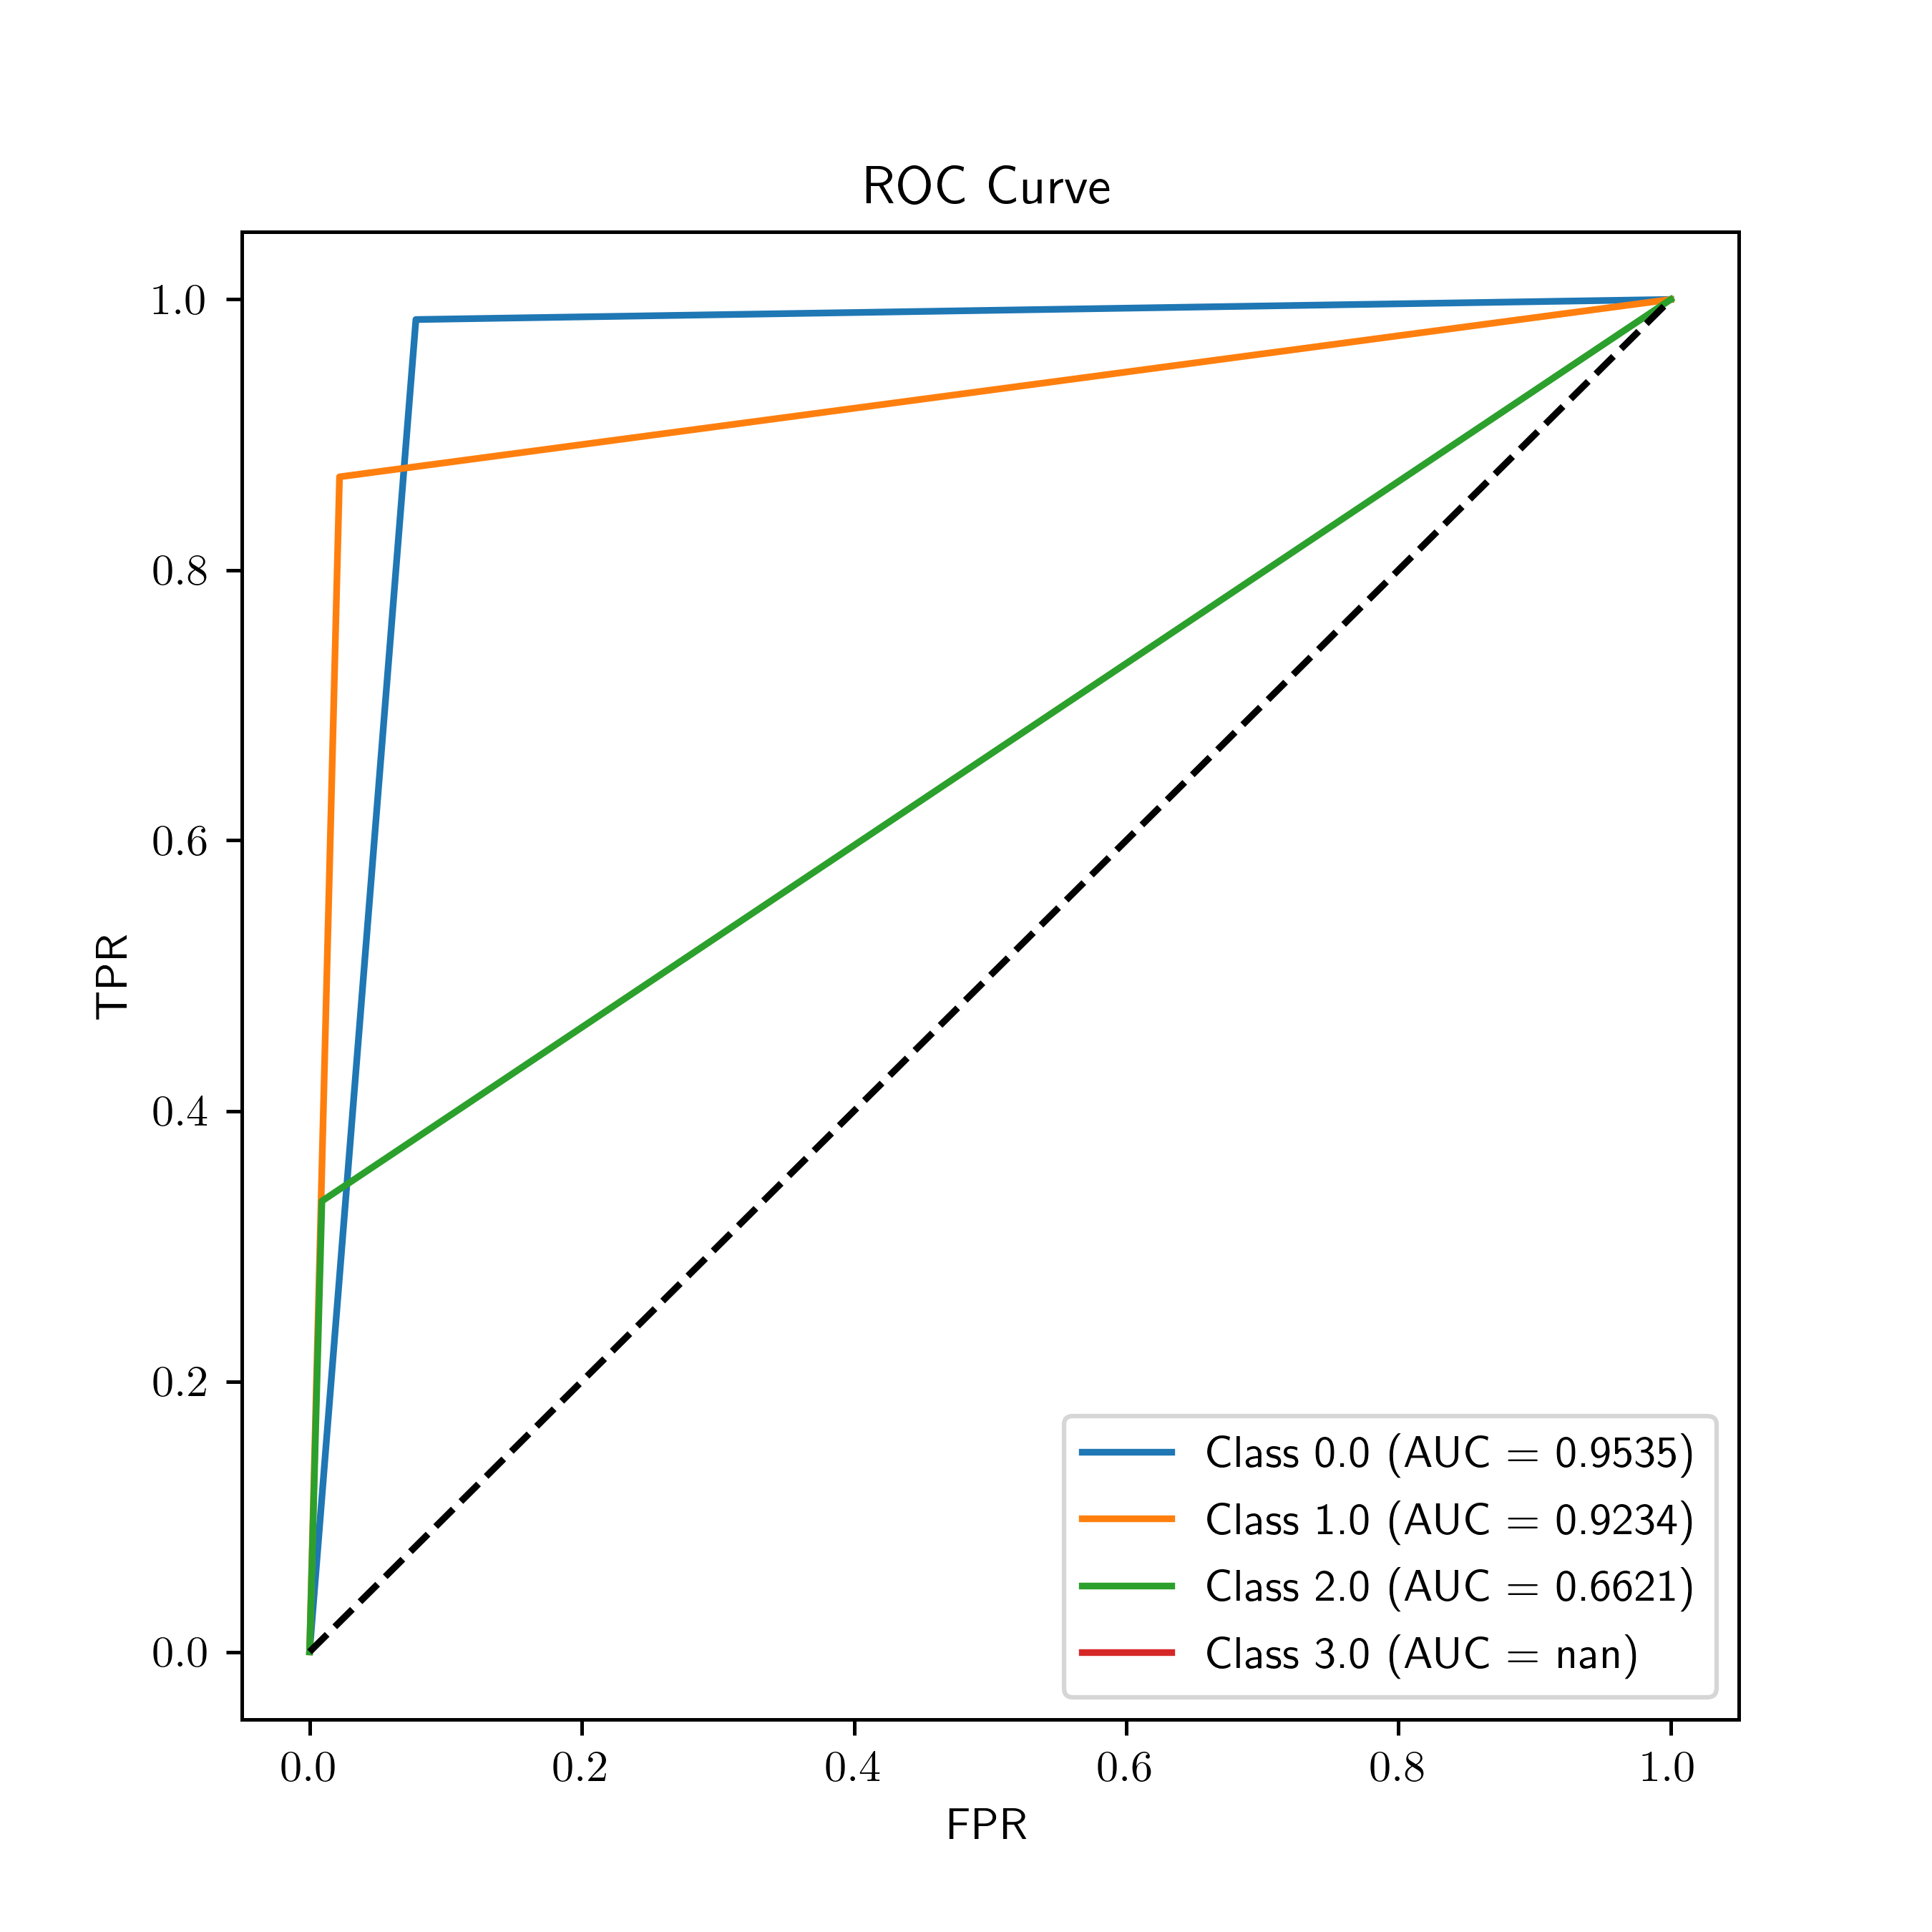 ROC Curve
1.0
0.8
0.6
0.4
0.2
0.0
TPR
Class 0.0 (AUC = 0.9535)
Class 1.0 (AUC = 0.9234)
Class 2.0 (AUC = 0.6621)
Class 3.0 (AUC = nan)
0.0 0.2 0.4 0.6 0.8 1.0
FPR